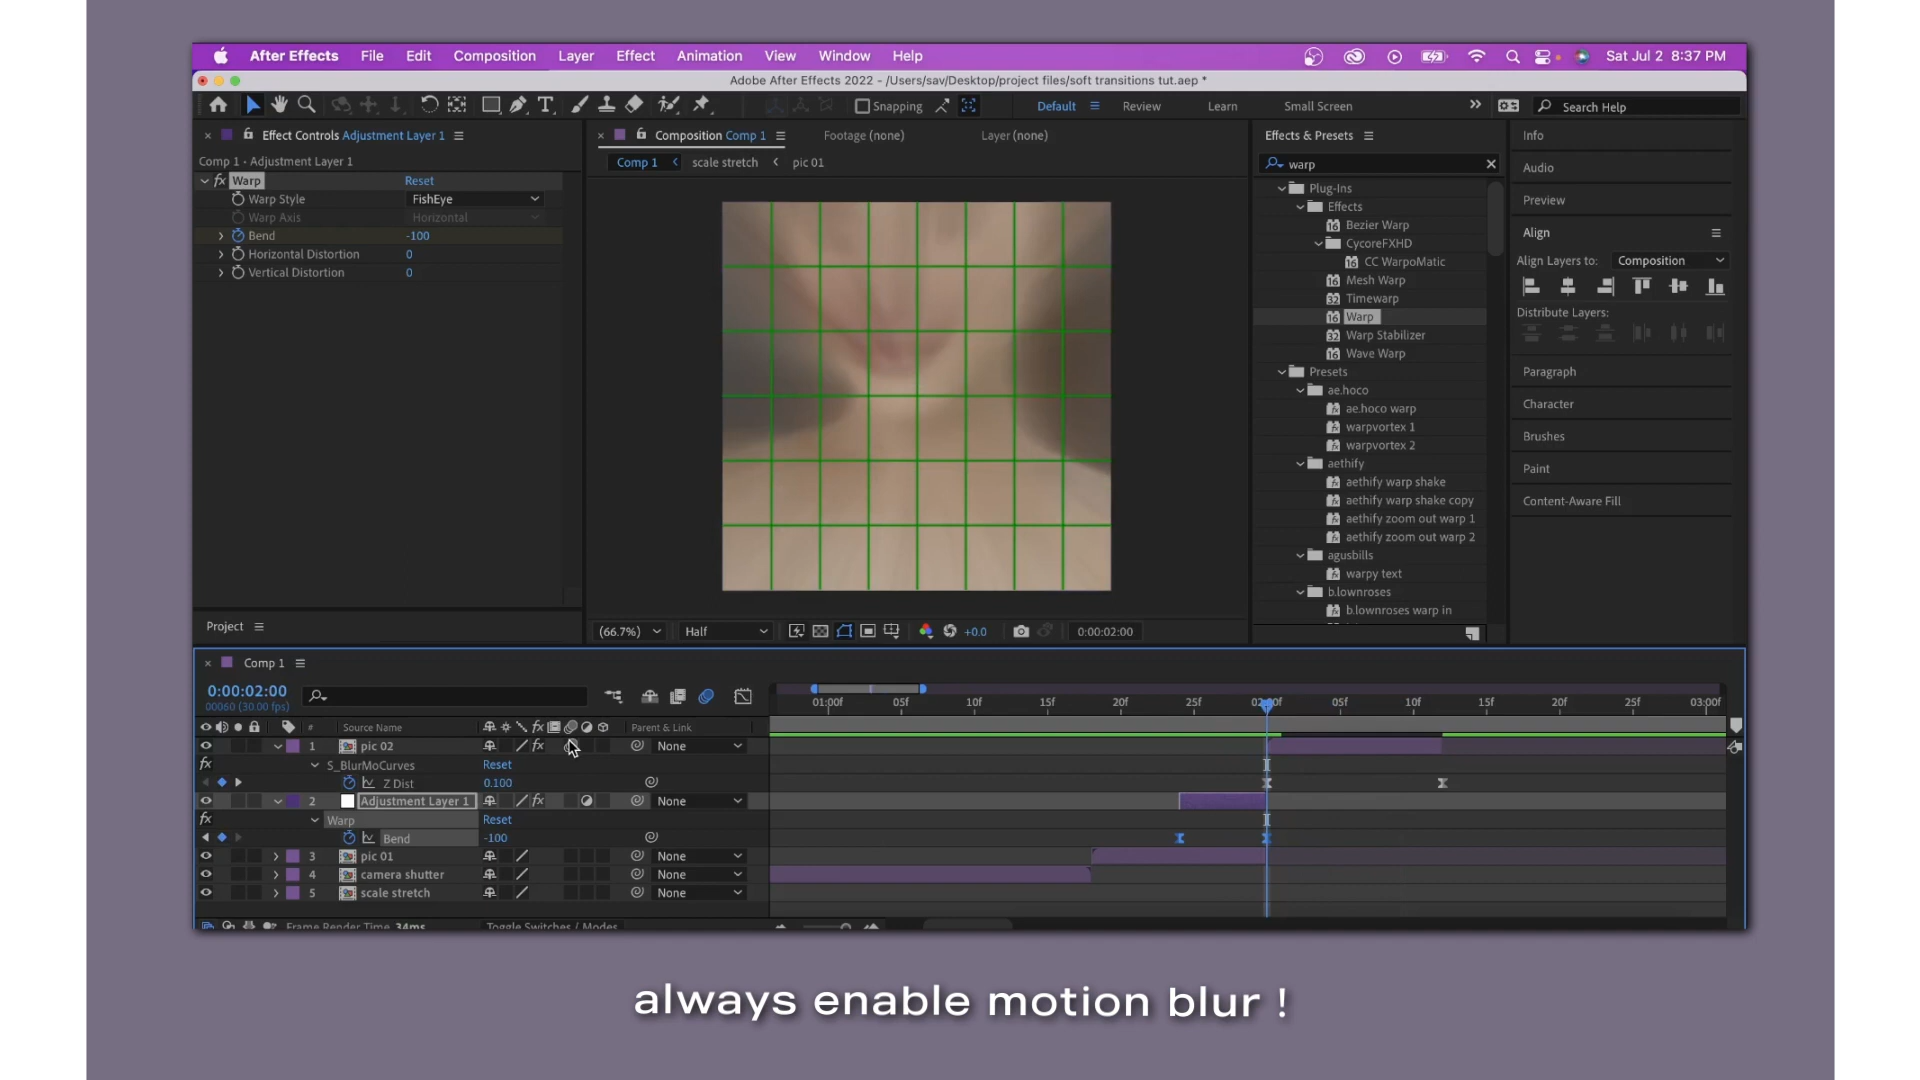 After Effects File Edit Composition Layer Effect Animation View Window Help Sat Jul 2 8:37 PM
Adobe After Effects 2022 - /Users/sav/Desktop/project files/soft transitions tut.aep *
Snapping Default Review Learn Small Screen Search Help
Effect Controls Adjustment Layer 1
Comp 1 · Adjustment Layer 1
fx Warp Reset
Warp Style FishEye
Warp Axis Horizontal
Bend -100
Horizontal Distortion 0
Vertical Distortion 0
Project
Composition Comp 1 Footage (none) Layer (none)
Comp 1 scale stretch pic 01
(66.7%) Half +0.0 0:00:02:00
Effects & Presets
warp
Plug-Ins
Effects
Bezier Warp
CycoreFXHD
CC WarpoMatic
Mesh Warp
Timewarp
Warp
Warp Stabilizer
Wave Warp
Presets
ae.hoco
ae.hoco warp
warpvortex 1
warpvortex 2
aethify
aethify warp shake
aethify warp shake copy
aethify zoom out warp 1
aethify zoom out warp 2
agusbills
warpy text
b.lownroses
b.lownroses warp in
Info
Audio
Preview
Align
Align Layers to: Composition
Distribute Layers:
Paragraph
Character
Brushes
Paint
Content-Aware Fill
Comp 1
0:00:02:00
00060 (30.00 fps)
01:00f 05f 10f 15f 20f 25f 02:00f 05f 10f 15f 20f 25f 03:00f
# Source Name fx Parent & Link
1 pic 02 fx None
fx S_BlurMoCurves Reset
Z Dist 0.100
2 Adjustment Layer 1 fx None
fx Warp Reset
Bend -100
3 pic 01 None
4 camera shutter None
5 scale stretch None
Frame Render Time 34ms Toggle Switches / Modes
always enable motion blur !